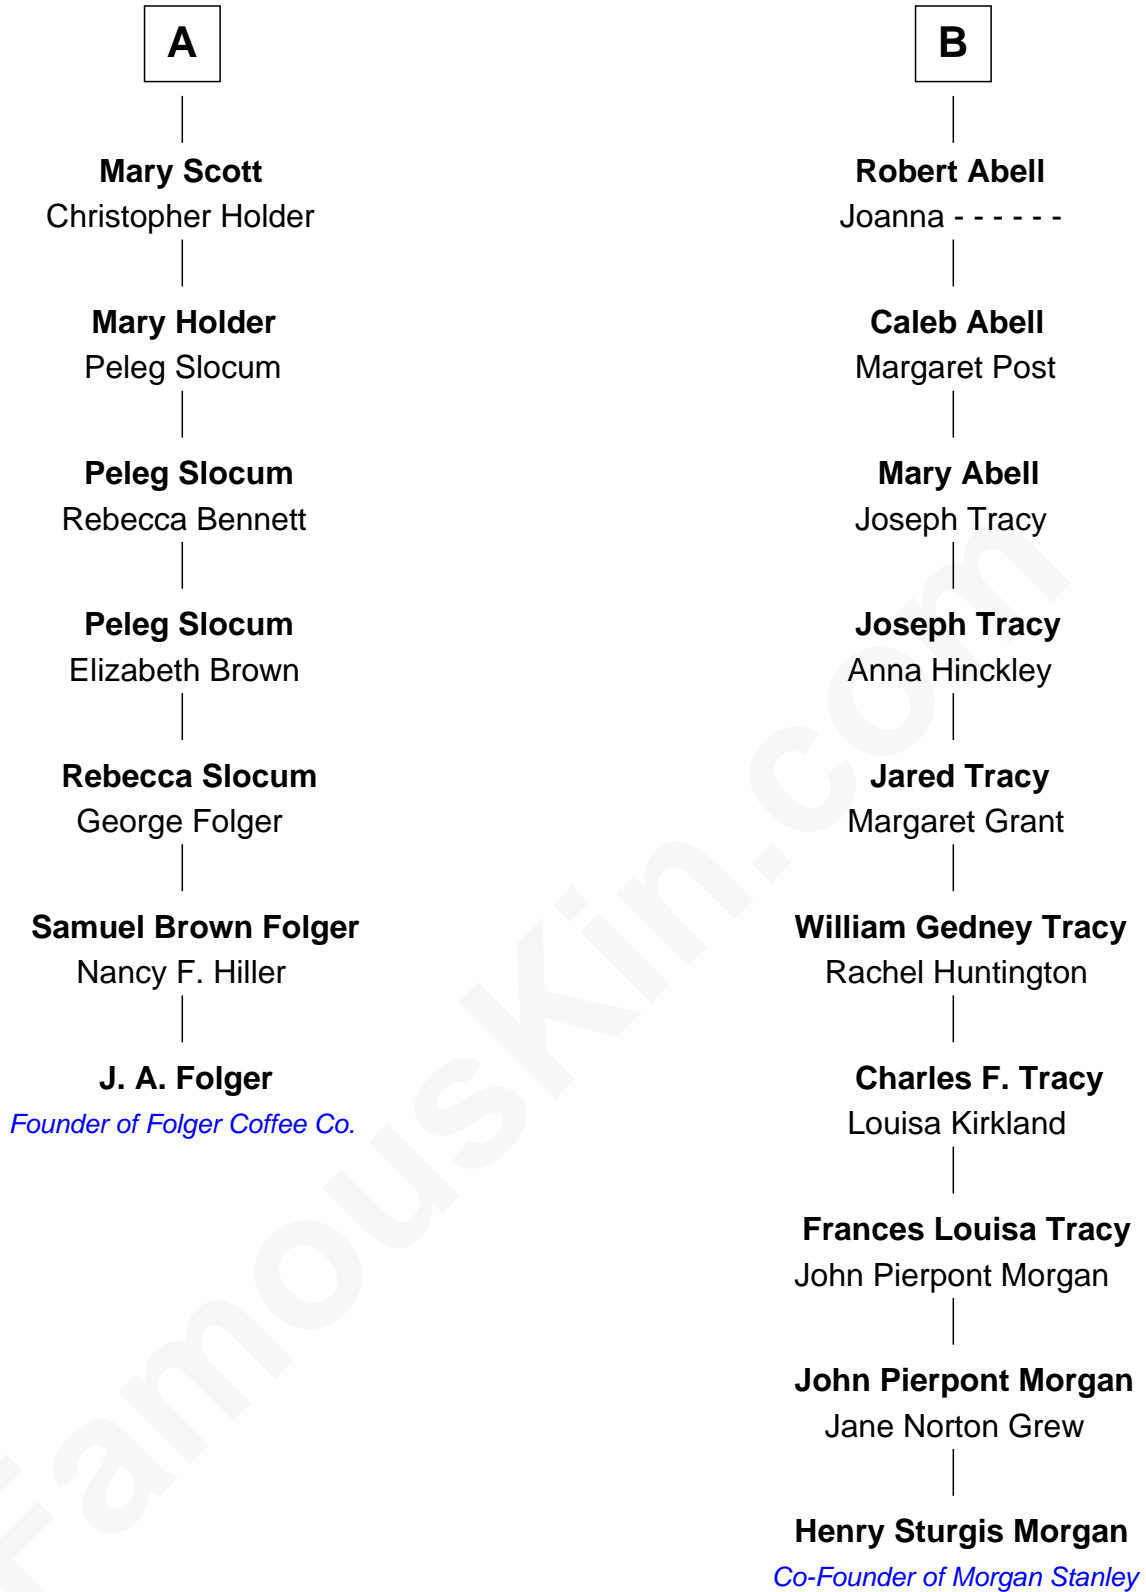 A
Mary Scott
Christopher Holder
Mary Holder
Peleg Slocum
Peleg Slocum
Rebecca Bennett
Peleg Slocum
Elizabeth Brown
Rebecca Slocum
George Folger
Samuel Brown Folger
Nancy F. Hiller
J. A. Folger
Founder of Folger Coffee Co.
B
Robert Abell
Joanna - - - - - -
Caleb Abell
Margaret Post
Mary Abell
Joseph Tracy
Joseph Tracy
Anna Hinckley
Jared Tracy
Margaret Grant
William Gedney Tracy
Rachel Huntington
Charles F. Tracy
Louisa Kirkland
Frances Louisa Tracy
John Pierpont Morgan
John Pierpont Morgan
Jane Norton Grew
Henry Sturgis Morgan
Co-Founder of Morgan Stanley
FamousKin.com